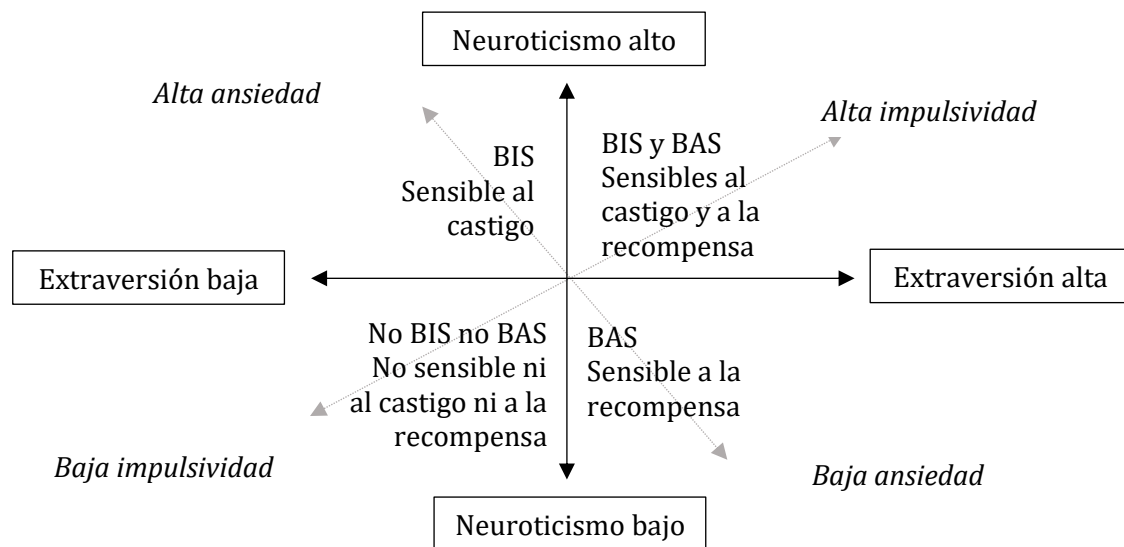 Neuroticismo alto
Alta ansiedad
Alta impulsividad
BIS
Sensible al
castigo
BIS y BAS
Sensibles al
castigo y a la
recompensa
Extraversión baja
Extraversión alta
No BIS no BAS
No sensible ni
al castigo ni a la
recompensa
BAS
Sensible a la
recompensa
Baja impulsividad
Baja ansiedad
Neuroticismo bajo